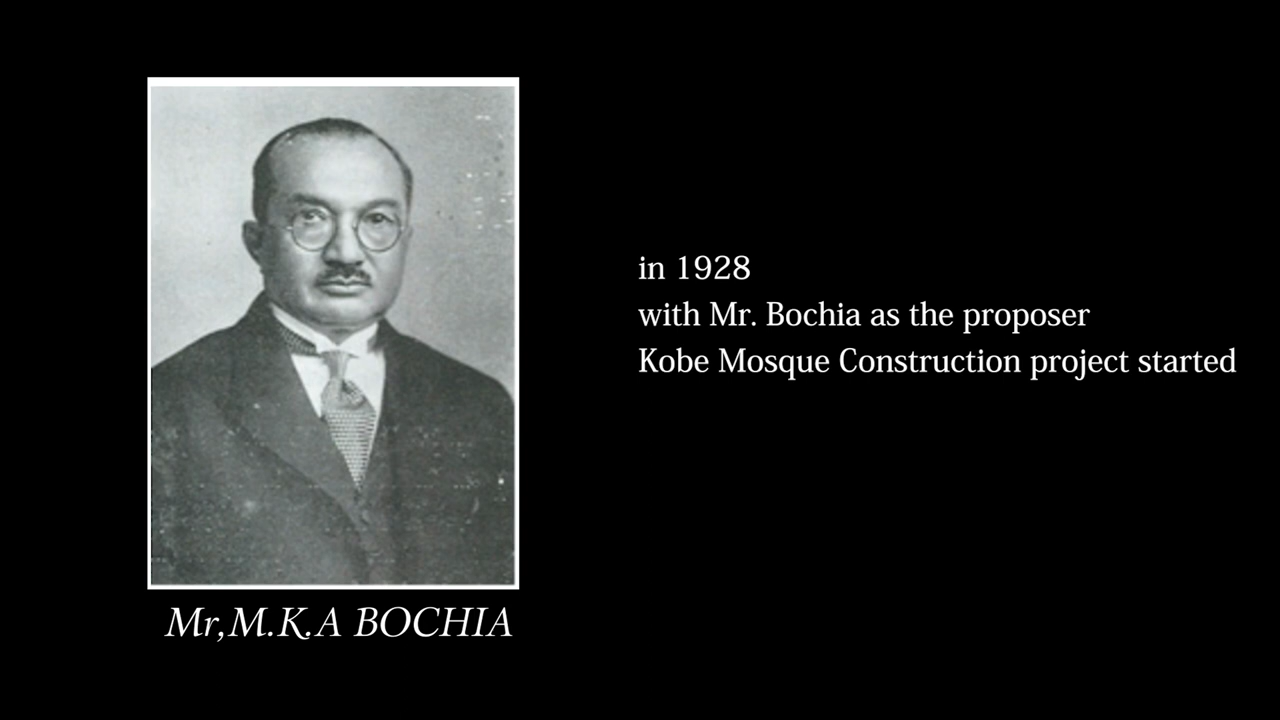 in 1928
with Mr. Bochia as the proposer
Kobe Mosque Construction project started
Mr,M.K.A BOCHIA